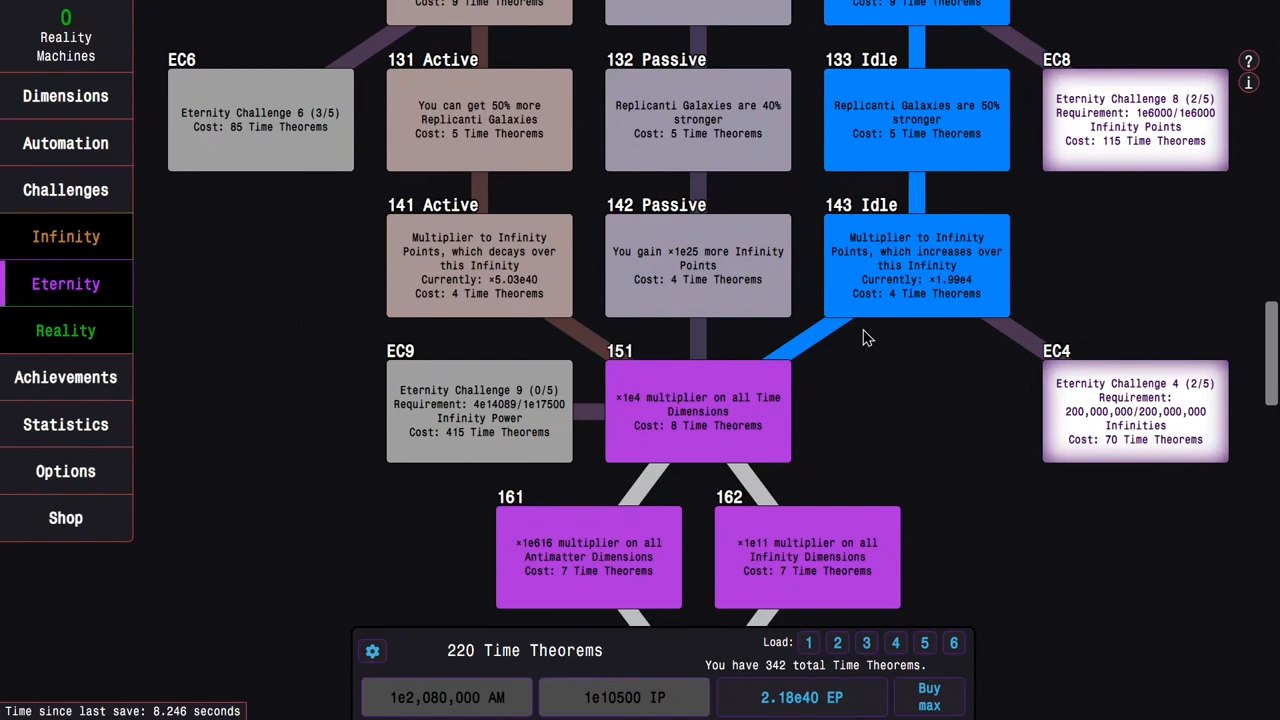 0
Reality
Machines
Dimensions
Automation
Challenges
Infinity
Eternity
Reality
Achievements
Statistics
Options
Shop
Time since last save: 8.246 seconds
Cost: 9 Time Theorems
Cost: 9 Time Theorems
EC6
Eternity Challenge 6 (3/5)
Cost: 85 Time Theorems
131 Active
You can get 50% more
Replicanti Galaxies
Cost: 5 Time Theorems
132 Passive
Replicanti Galaxies are 40%
stronger
Cost: 5 Time Theorems
133 Idle
Replicanti Galaxies are 50%
stronger
Cost: 5 Time Theorems
EC8
Eternity Challenge 8 (2/5)
Requirement: 1e6000/1e6000
Infinity Points
Cost: 115 Time Theorems
?
i
141 Active
Multiplier to Infinity
Points, which decays over
this Infinity
Currently: ×5.03e40
Cost: 4 Time Theorems
142 Passive
You gain ×1e25 more Infinity
Points
Cost: 4 Time Theorems
143 Idle
Multiplier to Infinity
Points, which increases over
this Infinity
Currently: ×1.99e4
Cost: 4 Time Theorems
EC9
Eternity Challenge 9 (0/5)
Requirement: 4e14089/1e17500
Infinity Power
Cost: 415 Time Theorems
151
×1e4 multiplier on all Time
Dimensions
Cost: 8 Time Theorems
EC4
Eternity Challenge 4 (2/5)
Requirement:
200,000,000/200,000,000
Infinities
Cost: 70 Time Theorems
161
×1e616 multiplier on all
Antimatter Dimensions
Cost: 7 Time Theorems
162
×1e11 multiplier on all
Infinity Dimensions
Cost: 7 Time Theorems
220 Time Theorems
Load: 1 2 3 4 5 6
You have 342 total Time Theorems.
1e2,080,000 AM
1e10500 IP
2.18e40 EP
Buy
max